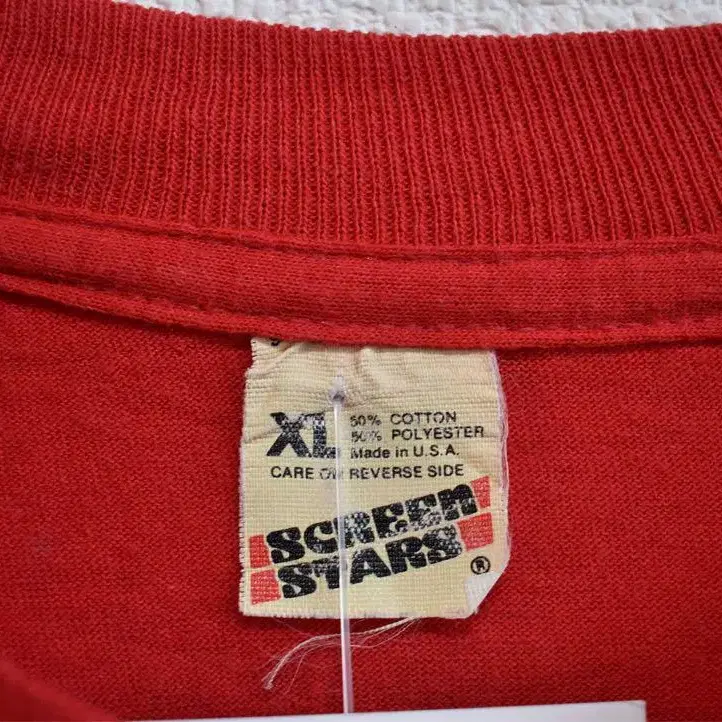 XL
50% COTTON
50% POLYESTER
Made in U.S.A.
CARE ON REVERSE SIDE
SCREEN
STARS
®